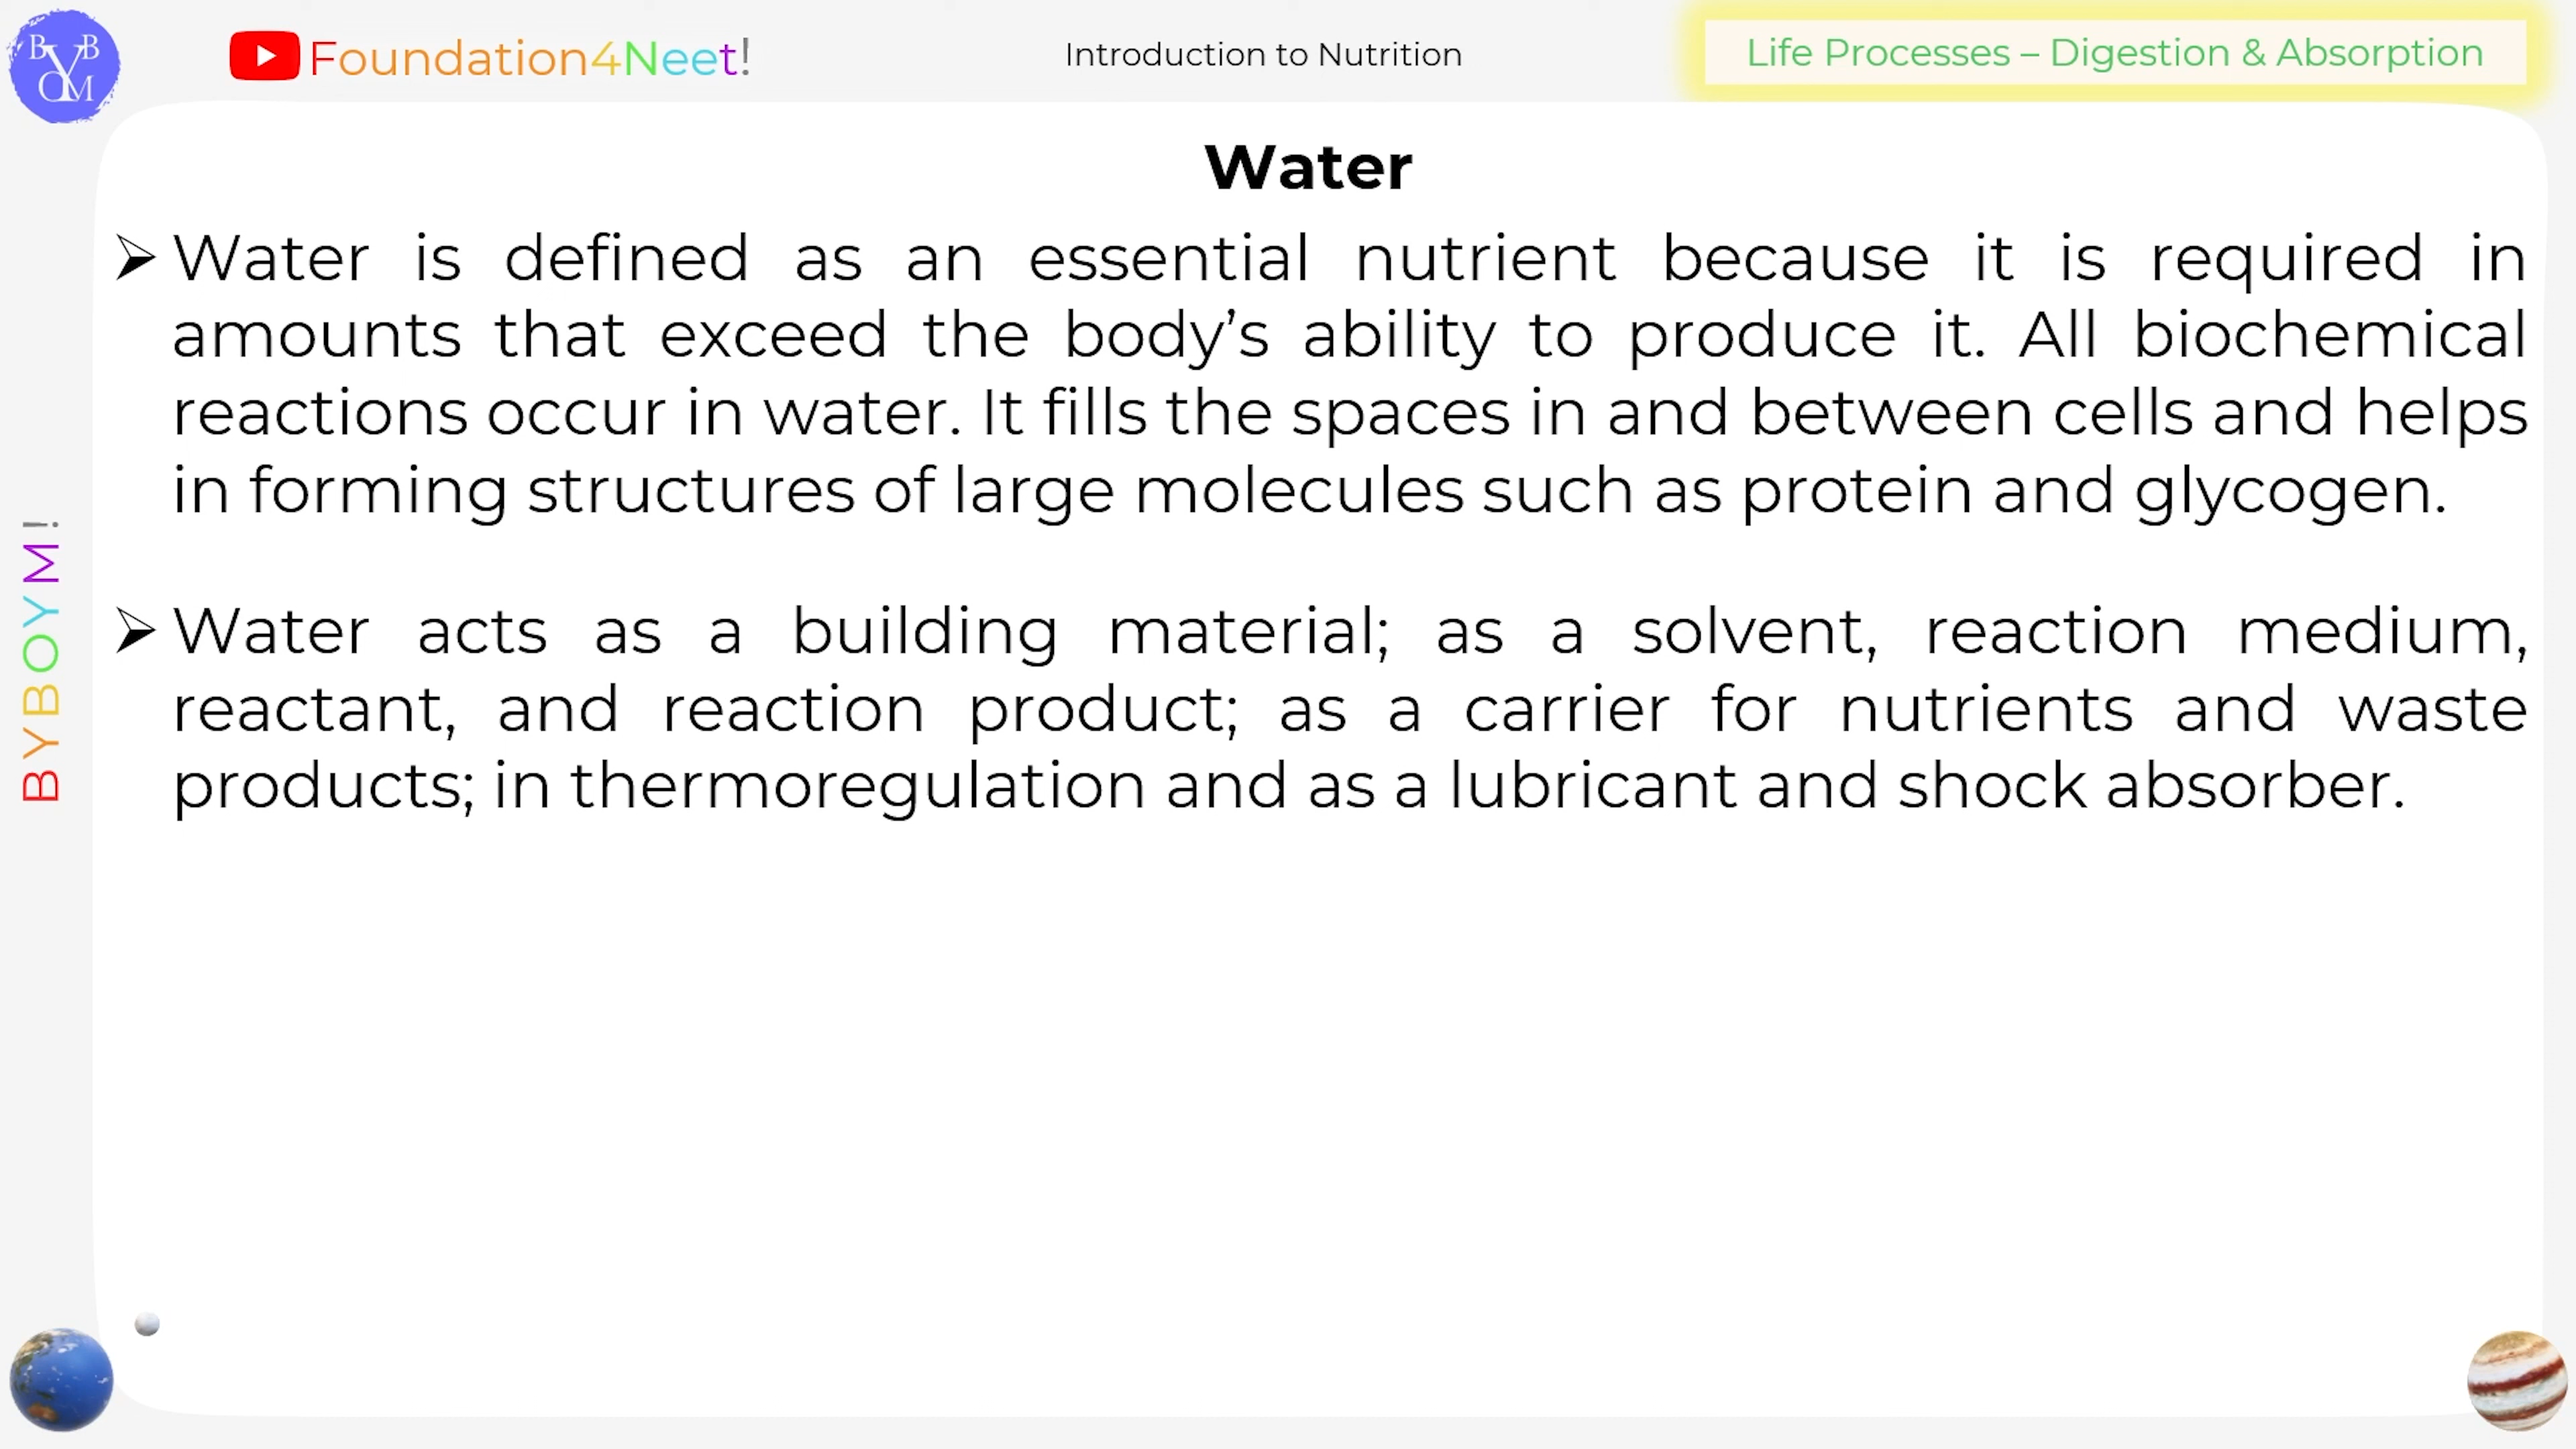 BYB
OM
Foundation4Neet!
Introduction to Nutrition
Life Processes – Digestion & Absorption
Water
➢ Water is defined as an essential nutrient because it is required in
amounts that exceed the body’s ability to produce it. All biochemical
reactions occur in water. It fills the spaces in and between cells and helps
in forming structures of large molecules such as protein and glycogen.
➢ Water acts as a building material; as a solvent, reaction medium,
reactant, and reaction product; as a carrier for nutrients and waste
products; in thermoregulation and as a lubricant and shock absorber.
BYBOYM!